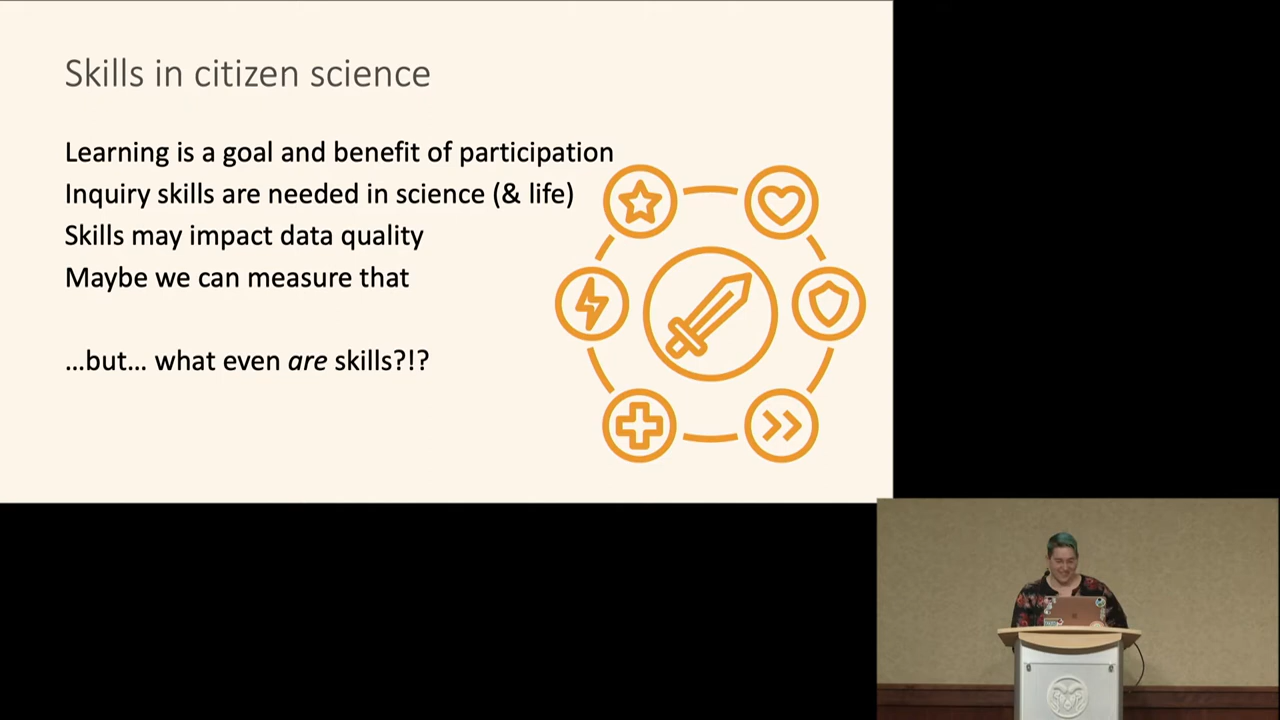 Skills in citizen science
Learning is a goal and benefit of participation
Inquiry skills are needed in science (& life)
Skills may impact data quality
Maybe we can measure that
...but... what even are skills?!?